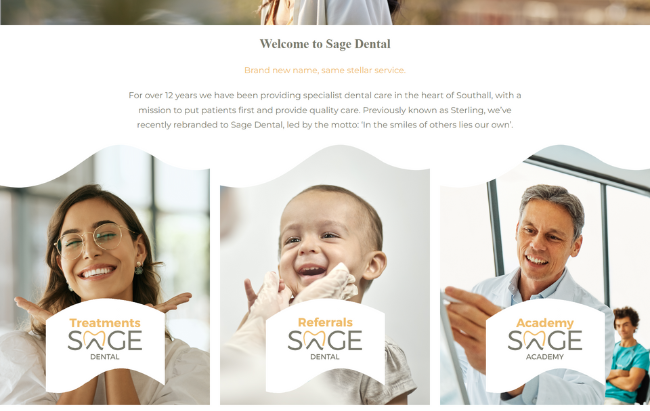 Welcome to Sage Dental
Brand new name, same stellar service.
For over 12 years we have been providing specialist dental care in the heart of Southall, with a
mission to put patients first and provide quality care. Previously known as Sterling, we've
recently rebranded to Sage Dental, led by the motto: 'In the smiles of others lies our own'.
Treatments
SAGE
DENTAL
Referrals
SAGE
DENTAL
Academy
SAGE
ACADEMY